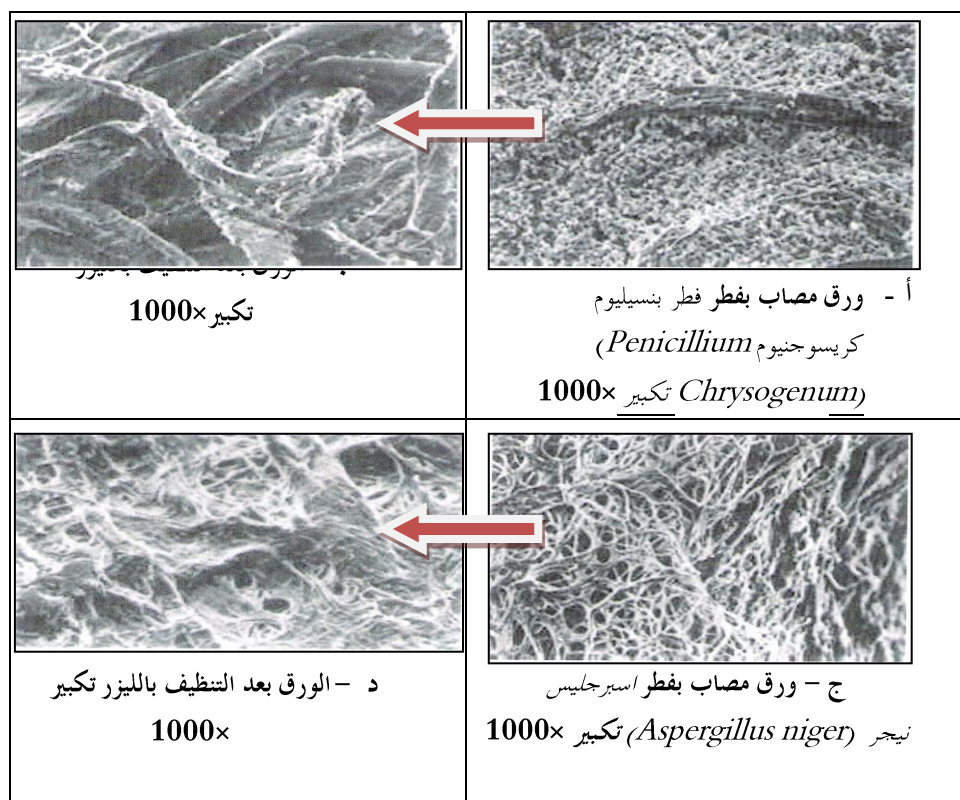 أ - ورق مصاب بفطر فطر بنسيليوم
كريسوجنيوم Penicillium)
(Chrysogenum تكبير ×1000
تكبير ×1000
ج – ورق مصاب بفطر اسبرجليس
نيجر (Aspergillus niger) تكبير ×1000
د – الورق بعد التنظيف بالليزر تكبير
×1000